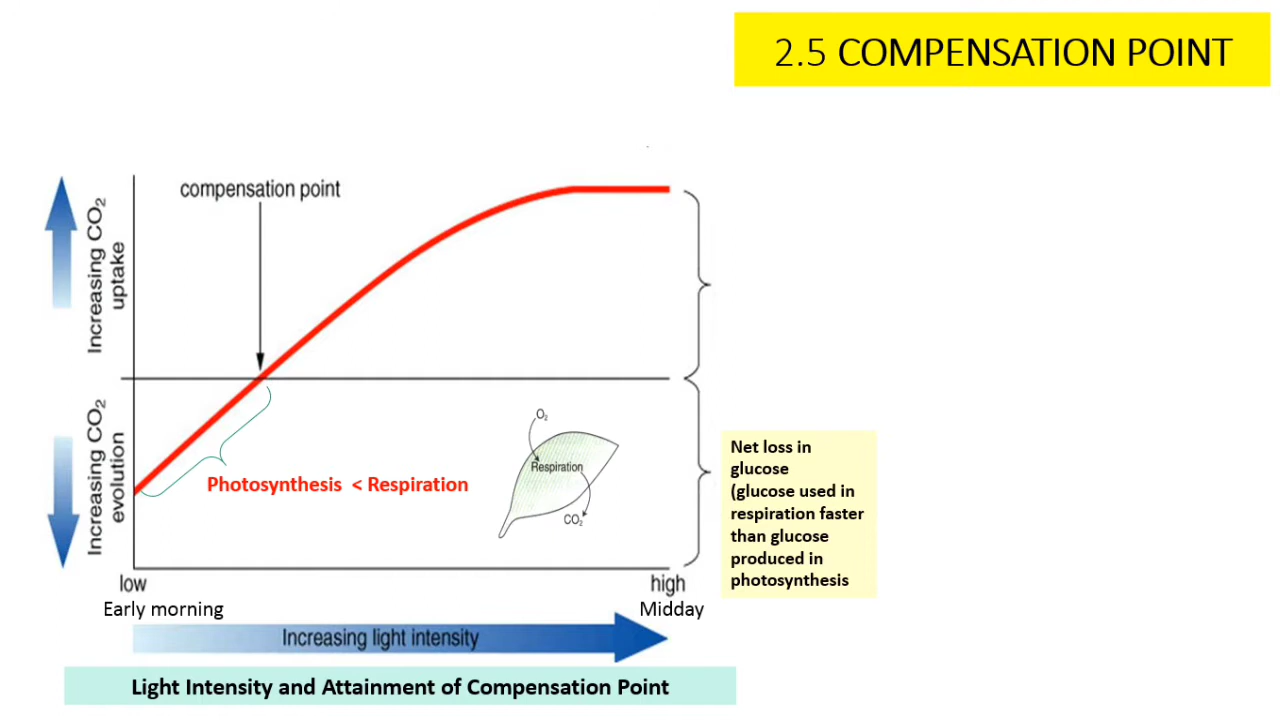 2.5 COMPENSATION POINT
compensation point
Increasing CO₂
uptake
Increasing CO₂
evolution
O₂
Respiration
CO₂
Photosynthesis < Respiration
Net loss in
glucose
(glucose used in
respiration faster
than glucose
produced in
photosynthesis
low
high
Early morning
Midday
Increasing light intensity
Light Intensity and Attainment of Compensation Point